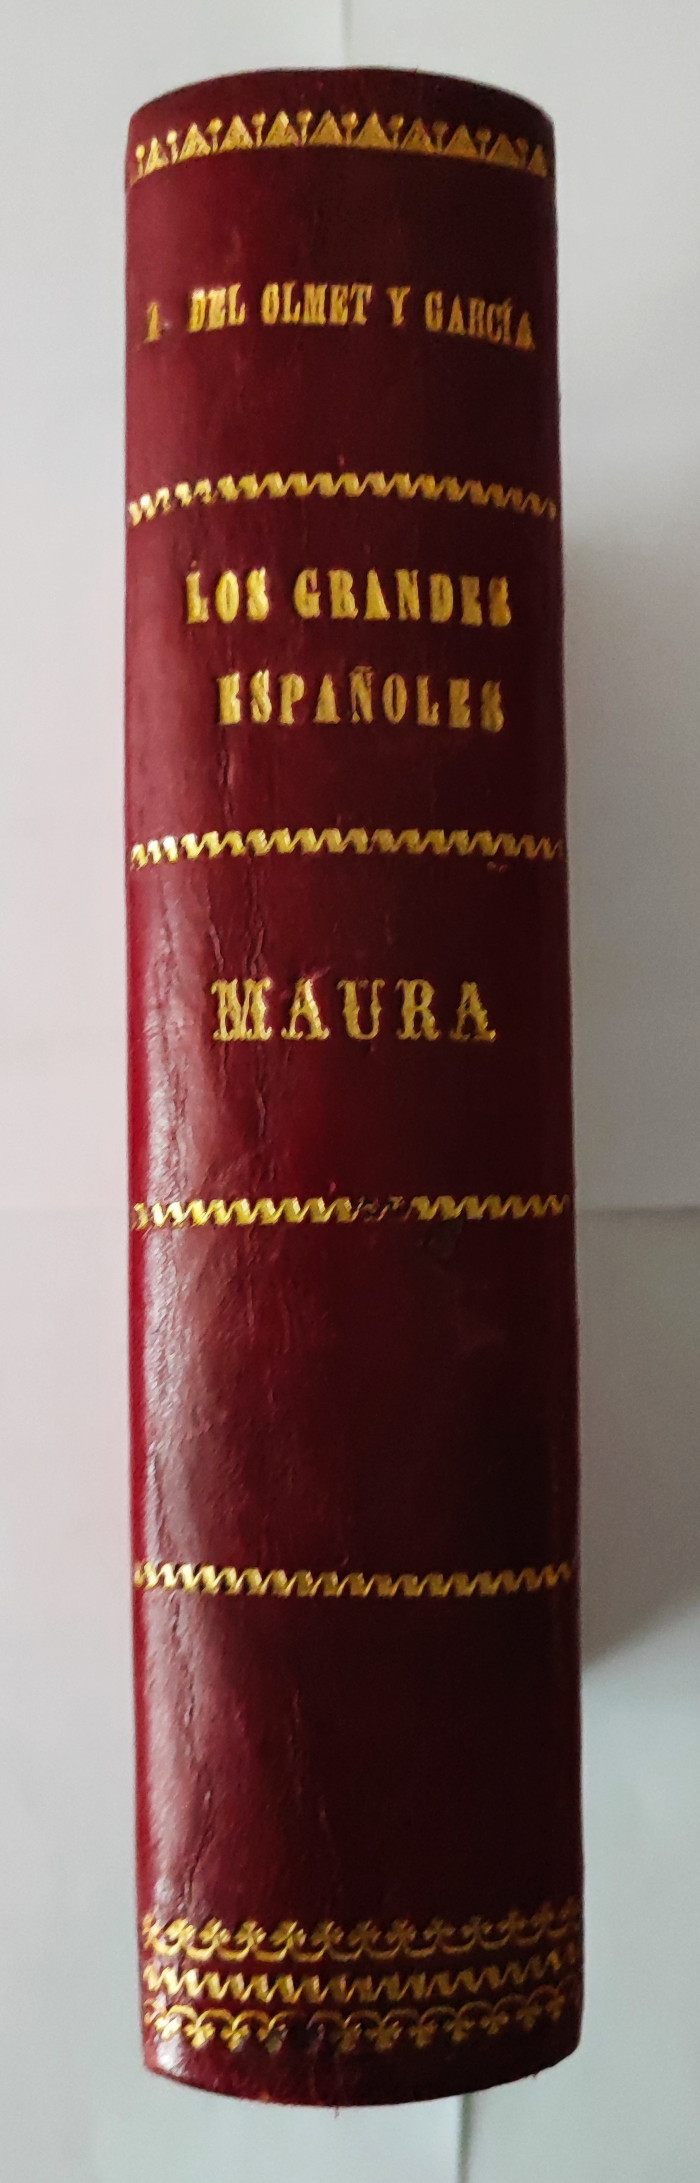 DEL OLMET Y GARCÍA
LOS GRANDES
ESPAÑOLES
MAURA